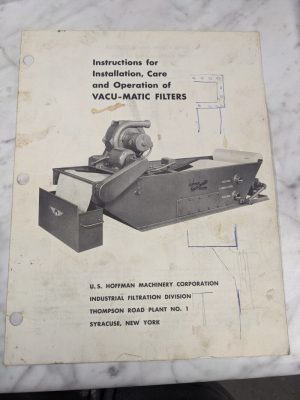 Instructions for
Installation, Care
and Operation of
VACU-MATIC FILTERS
U. S. HOFFMAN MACHINERY CORPORATION
INDUSTRIAL FILTRATION DIVISION
THOMPSON ROAD PLANT NO. 1
SYRACUSE, NEW YORK